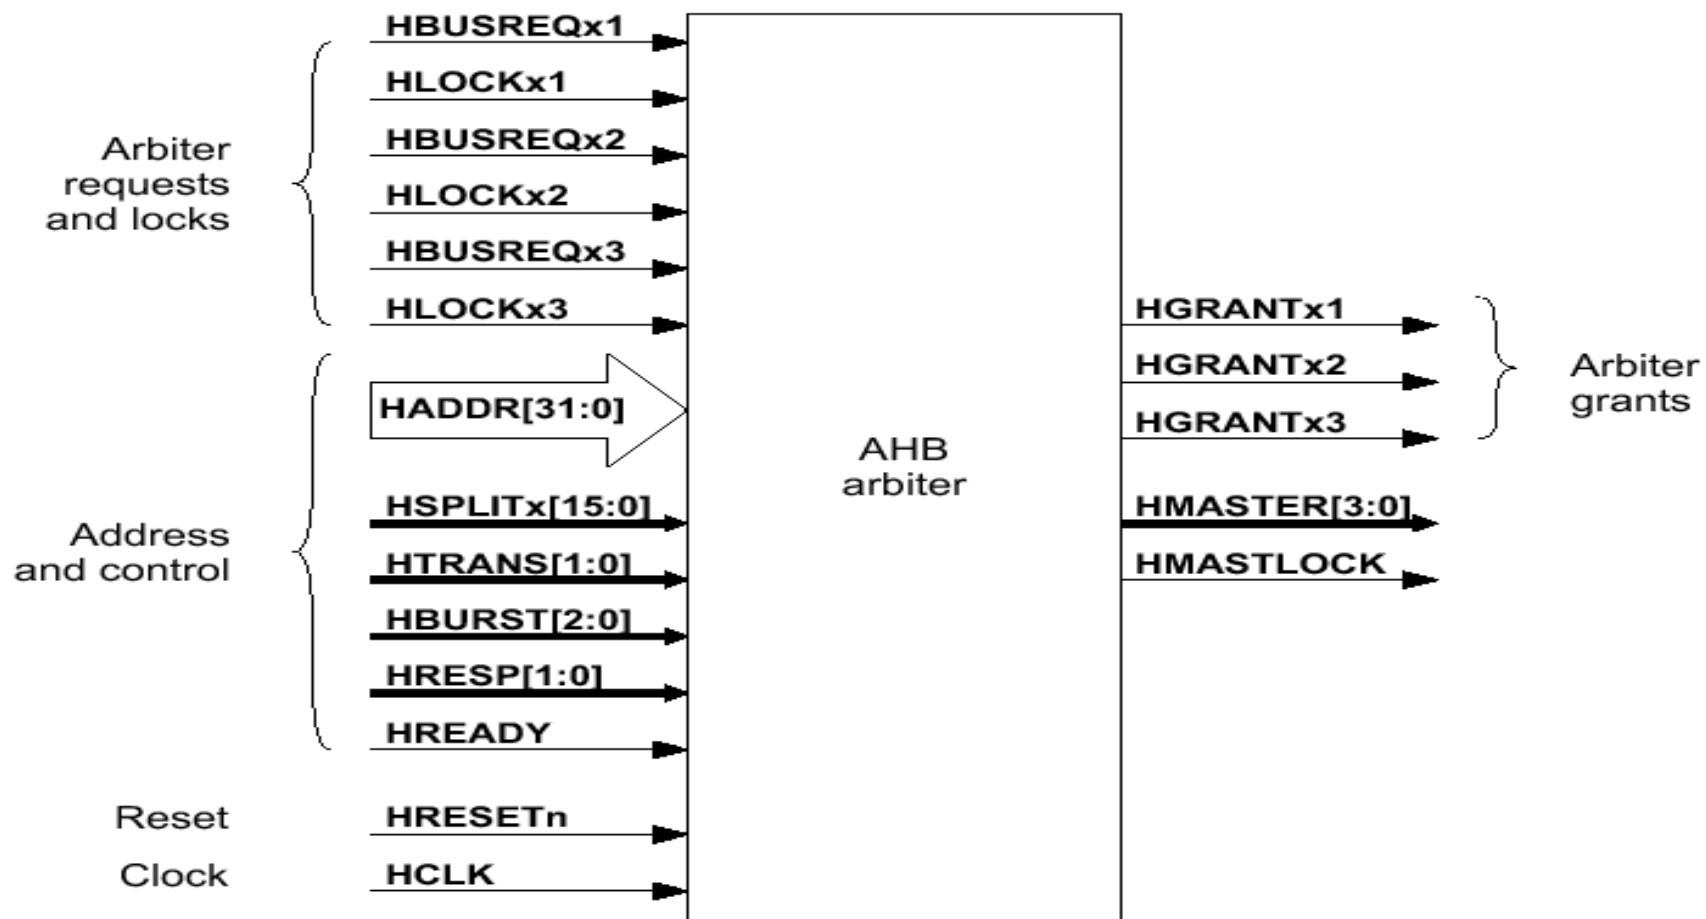 HBUSREQx1
HLOCKx1
HBUSREQx2
HLOCKx2
HBUSREQx3
HLOCKx3
Arbiter
requests
and locks
HADDR[31:0]
HSPLITx[15:0]
HTRANS[1:0]
HBURST[2:0]
HRESP[1:0]
HREADY
Address
and control
Reset
HRESETn
Clock
HCLK
AHB
arbiter
HGRANTx1
HGRANTx2
HGRANTx3
Arbiter
grants
HMASTER[3:0]
HMASTLOCK